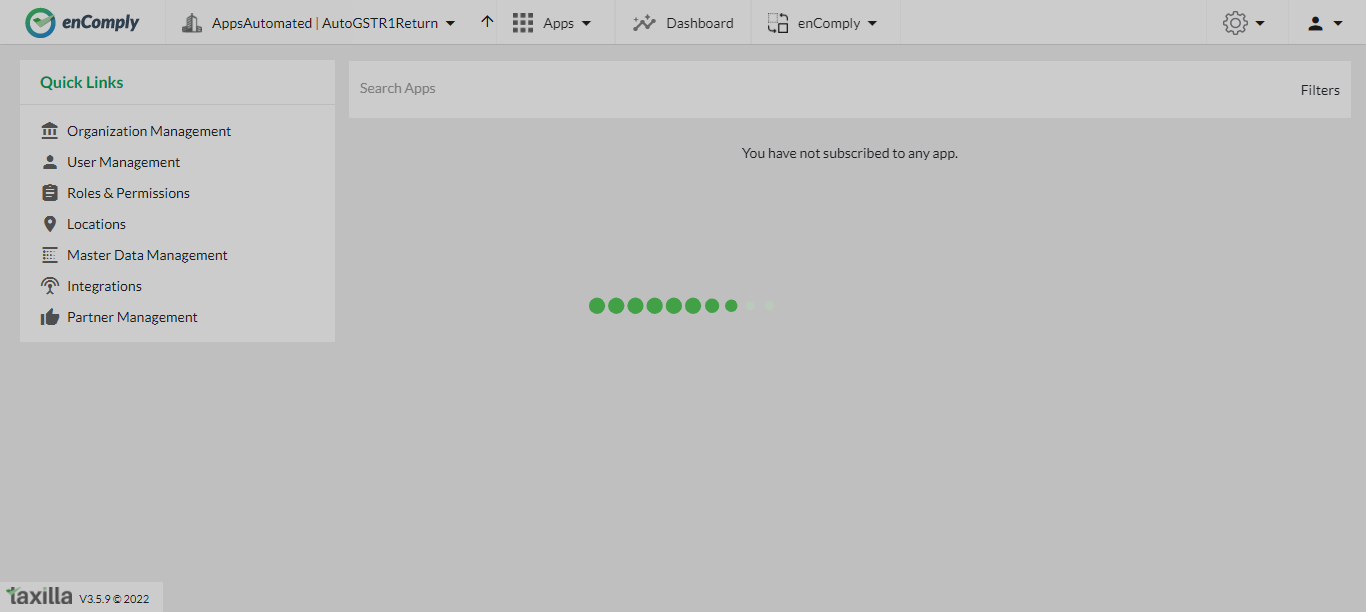 enComply
AppsAutomated | AutoGSTR1Return
Apps
Dashboard
enComply
Quick Links
Organization Management
User Management
Roles & Permissions
Locations
Master Data Management
Integrations
Partner Management
Search Apps
Filters
You have not subscribed to any app.
taxilla V3.5.9 © 2022